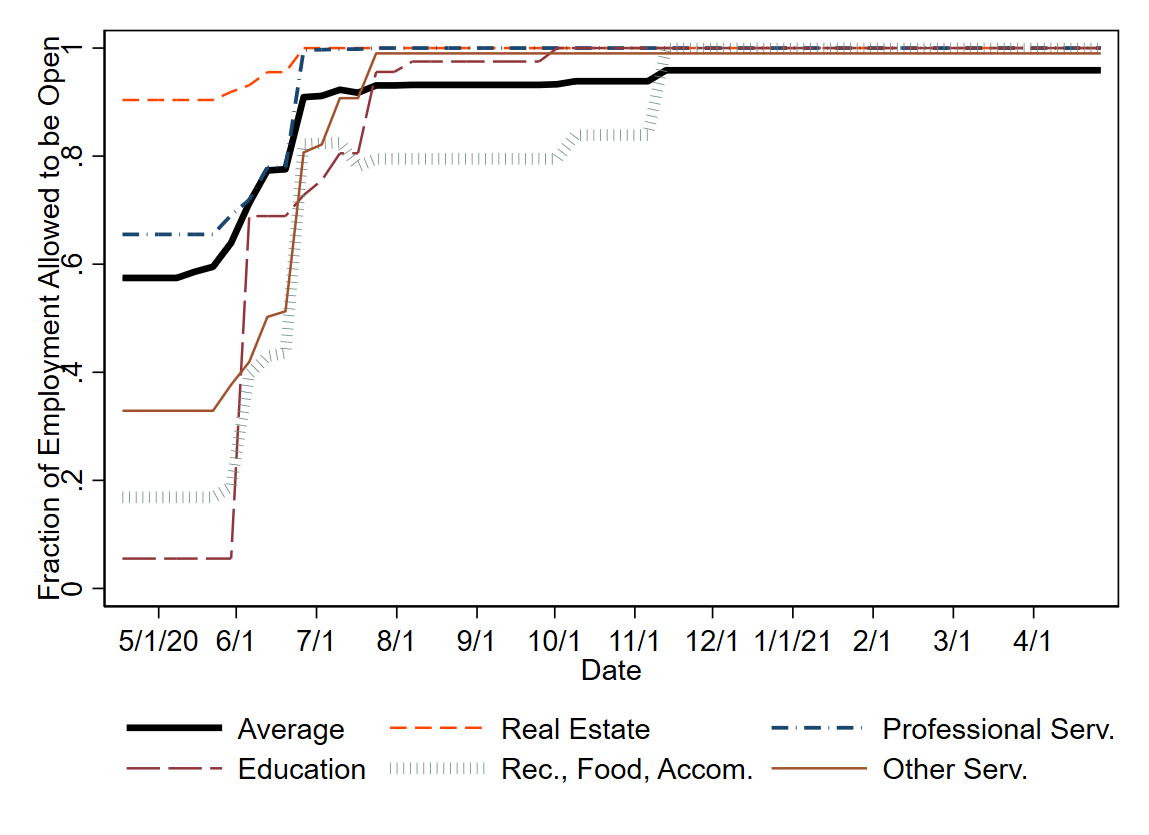 Fraction of Employment Allowed to be Open
1
.8
.6
.4
.2
0
5/1/20 6/1 7/1 8/1 9/1 10/1 11/1 12/1 1/1/21 2/1 3/1 4/1
Date
Average Real Estate Professional Serv.
Education Rec., Food, Accom. Other Serv.